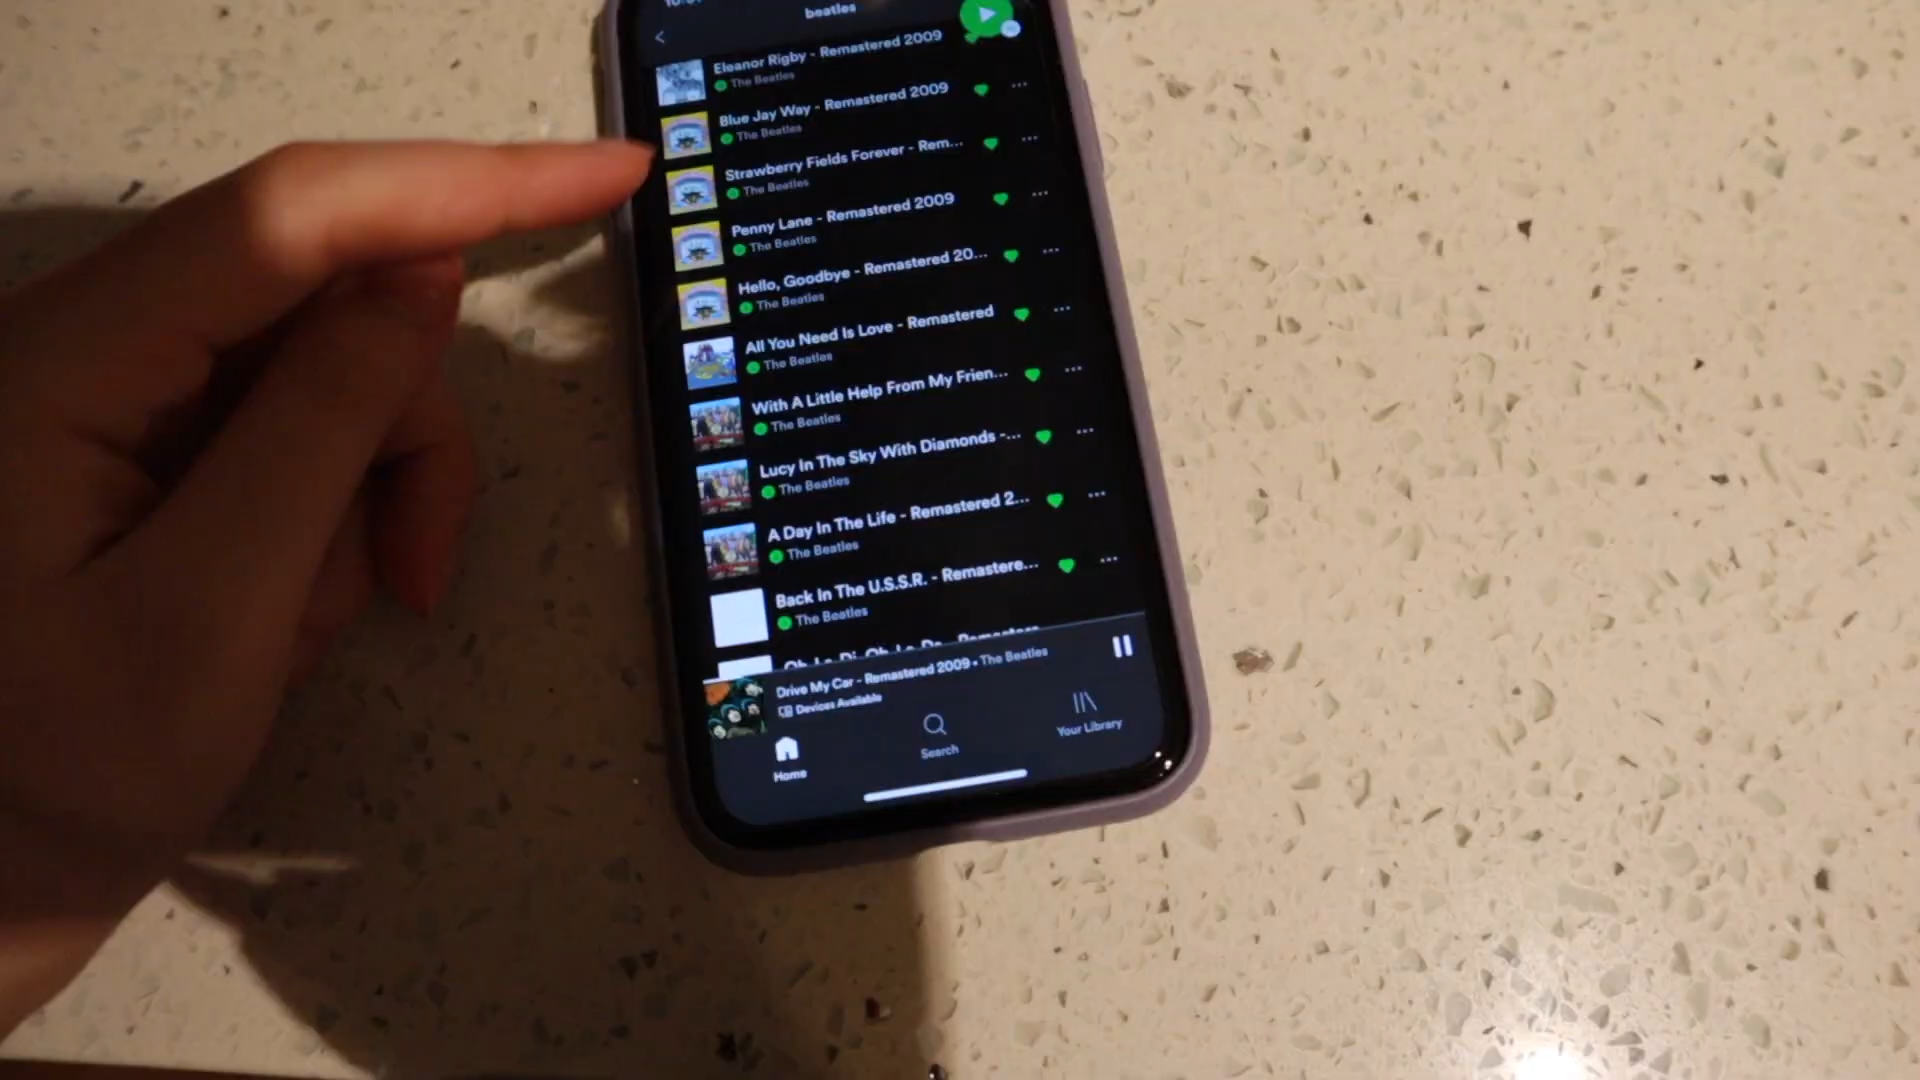 beatles
Eleanor Rigby - Remastered 2009
The Beatles
Blue Jay Way - Remastered 2009
The Beatles
Strawberry Fields Forever - Rem...
The Beatles
Penny Lane - Remastered 2009
The Beatles
Hello, Goodbye - Remastered 20...
The Beatles
All You Need Is Love - Remastered
The Beatles
With A Little Help From My Frien...
The Beatles
Lucy In The Sky With Diamonds -...
The Beatles
A Day In The Life - Remastered 2...
The Beatles
Back In The U.S.S.R. - Remastere...
The Beatles
Drive My Car - Remastered 2009 • The Beatles
Devices Available
Home
Search
Your Library